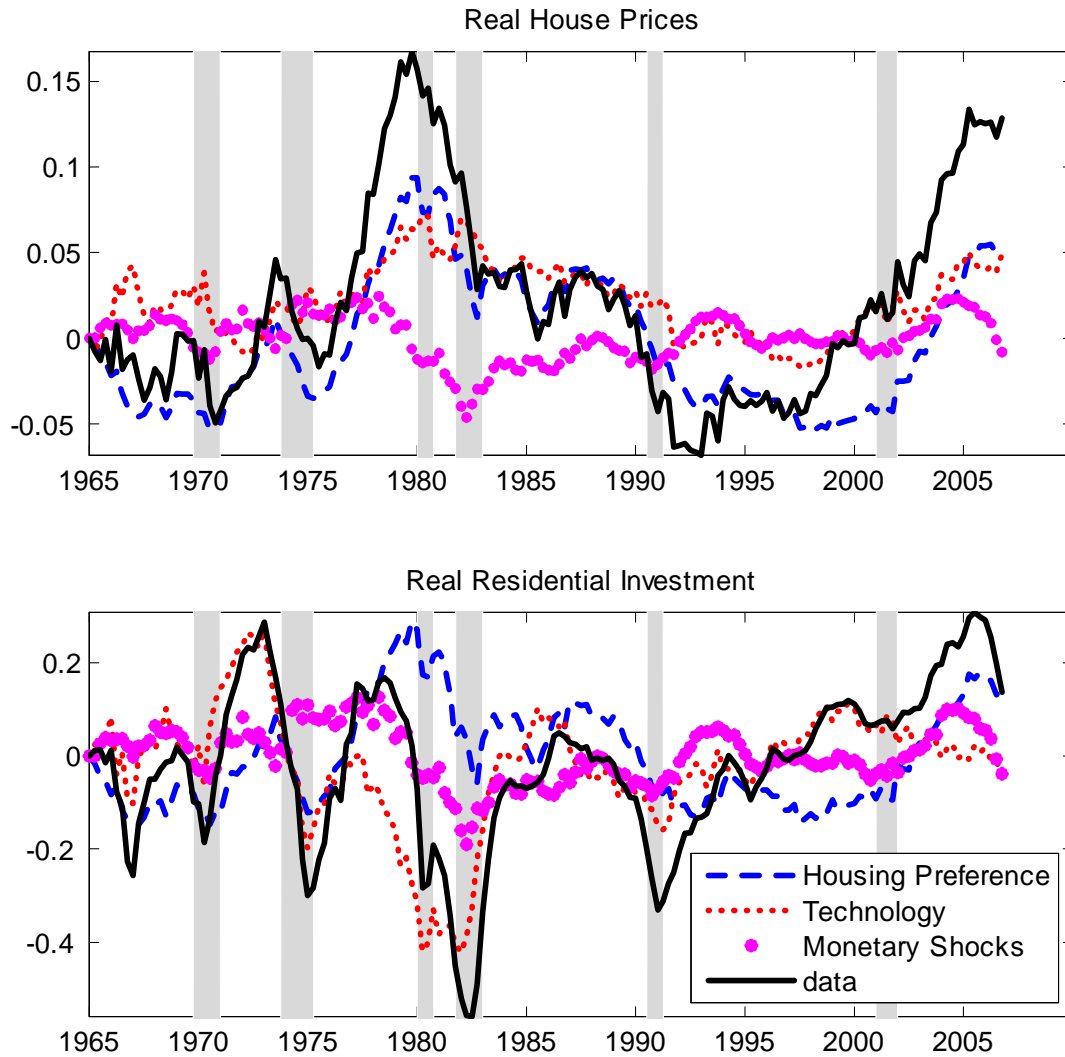 Real House Prices
0.15
0.1
0.05
0
-0.05
1965 1970 1975 1980 1985 1990 1995 2000 2005
Real Residential Investment
0.2
0
-0.2
-0.4
Housing Preference
Technology
Monetary Shocks
data
1965 1970 1975 1980 1985 1990 1995 2000 2005